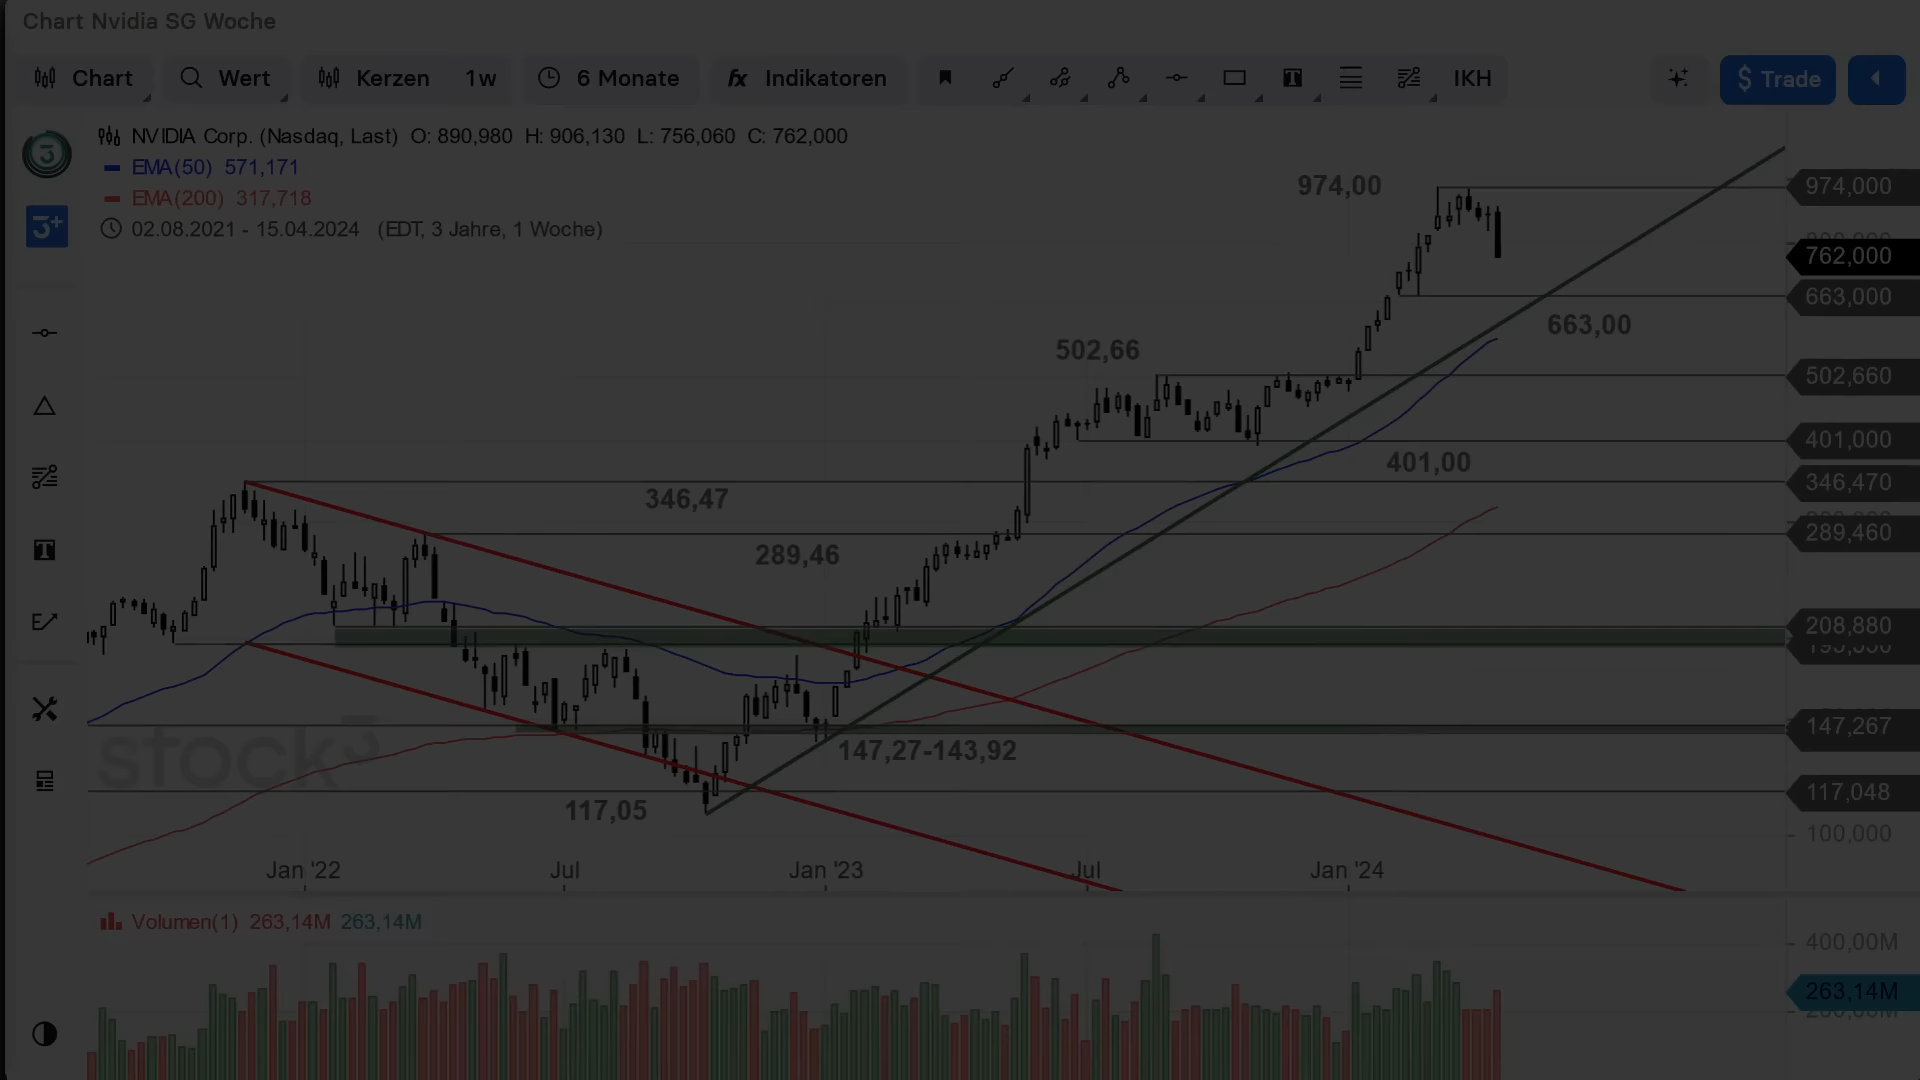 Chart Nvidia SG Woche
Chart Wert Kerzen 1w 6 Monate fx Indikatoren T IKH $ Trade
NVIDIA Corp. (Nasdaq, Last) O: 890,980 H: 906,130 L: 756,060 C: 762,000
EMA(50) 571,171
EMA(200) 317,718
02.08.2021 - 15.04.2024 (EDT, 3 Jahre, 1 Woche)
3
3+
974,00
974,000
762,000
663,000
663,00
502,66
502,660
401,000
401,00
346,470
346,47
289,460
289,46
T
208,880
147,267
147,27-143,92
stock3
117,048
117,05
100,000
Jan '22 Jul Jan '23 Jul Jan '24
Volumen(1) 263,14M 263,14M
400,00M
263,14M